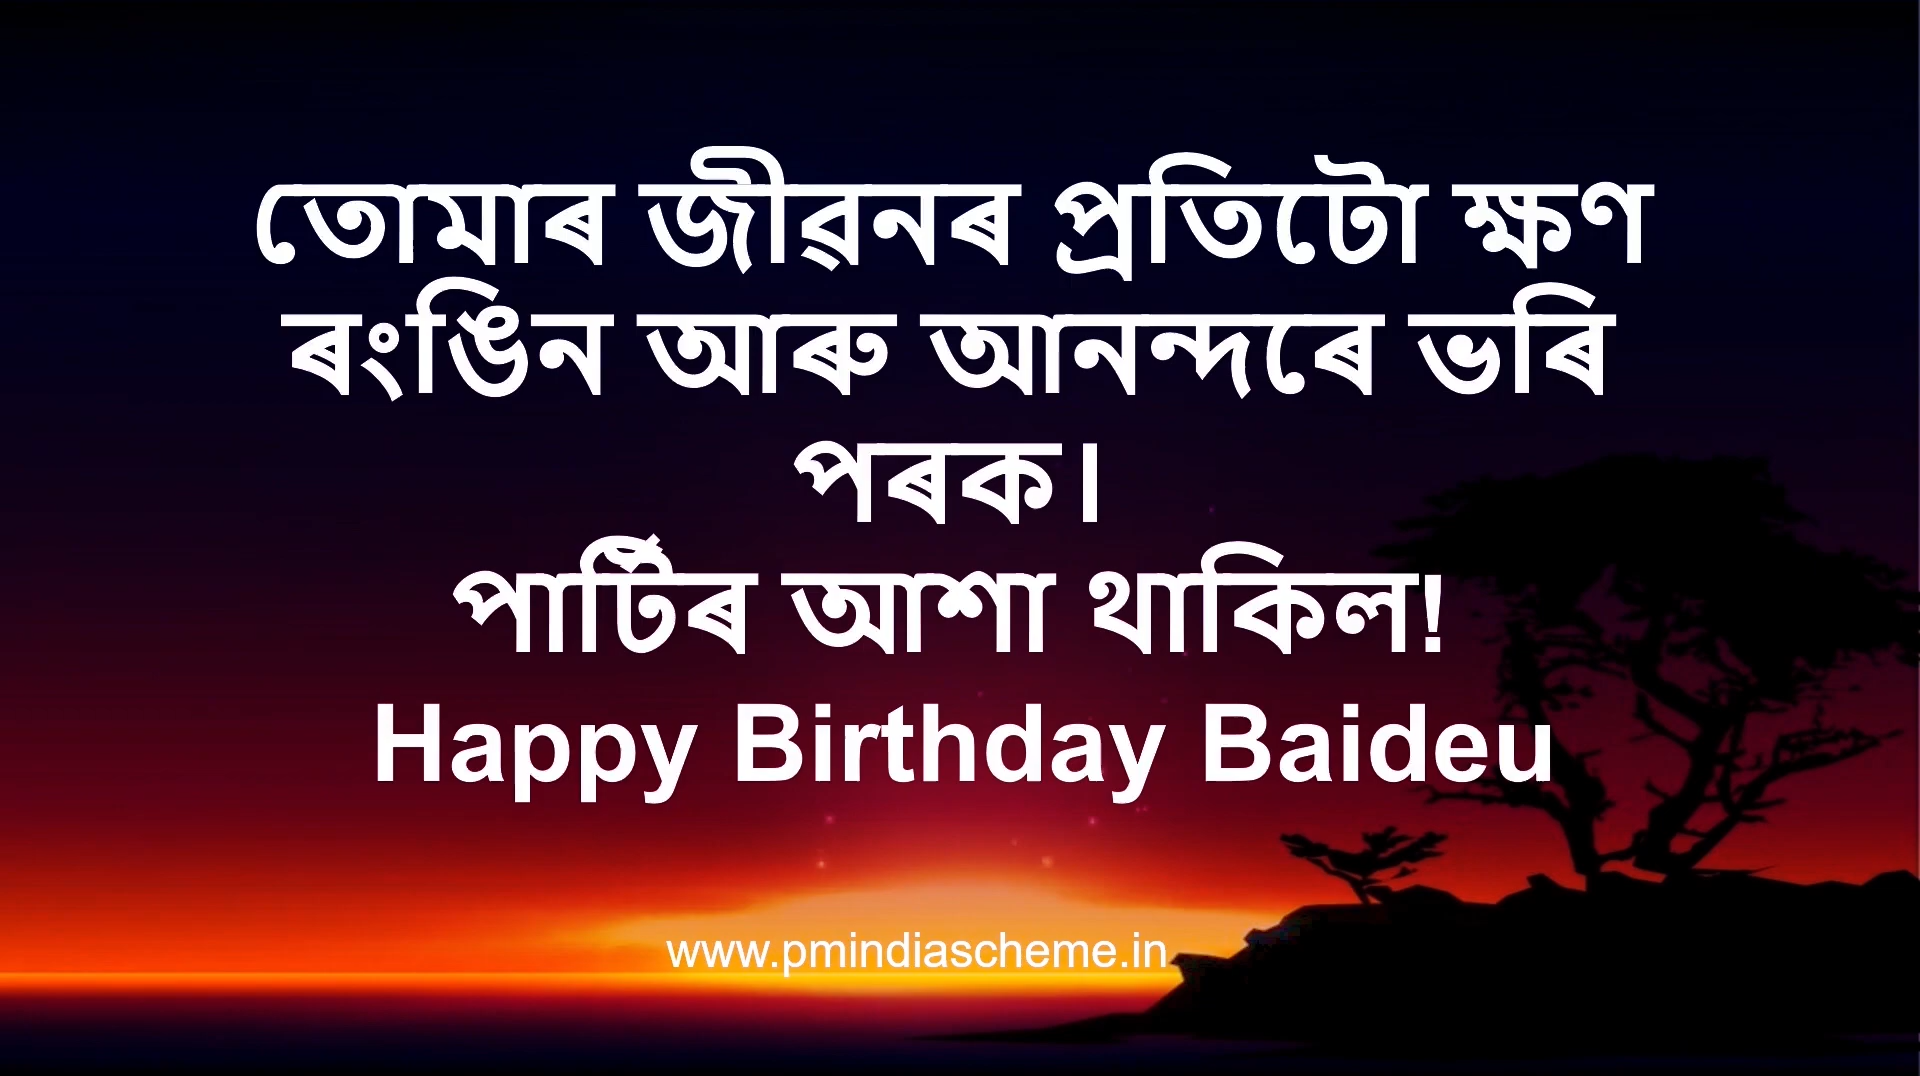 তোমাৰ জীৱনৰ প্ৰতিটো ক্ষণ
ৰংঙিন আৰু আনন্দৰে ভৰি
পৰক।
পাৰ্টিৰ আশা থাকিল!
Happy Birthday Baideu
www.pmindiascheme.in